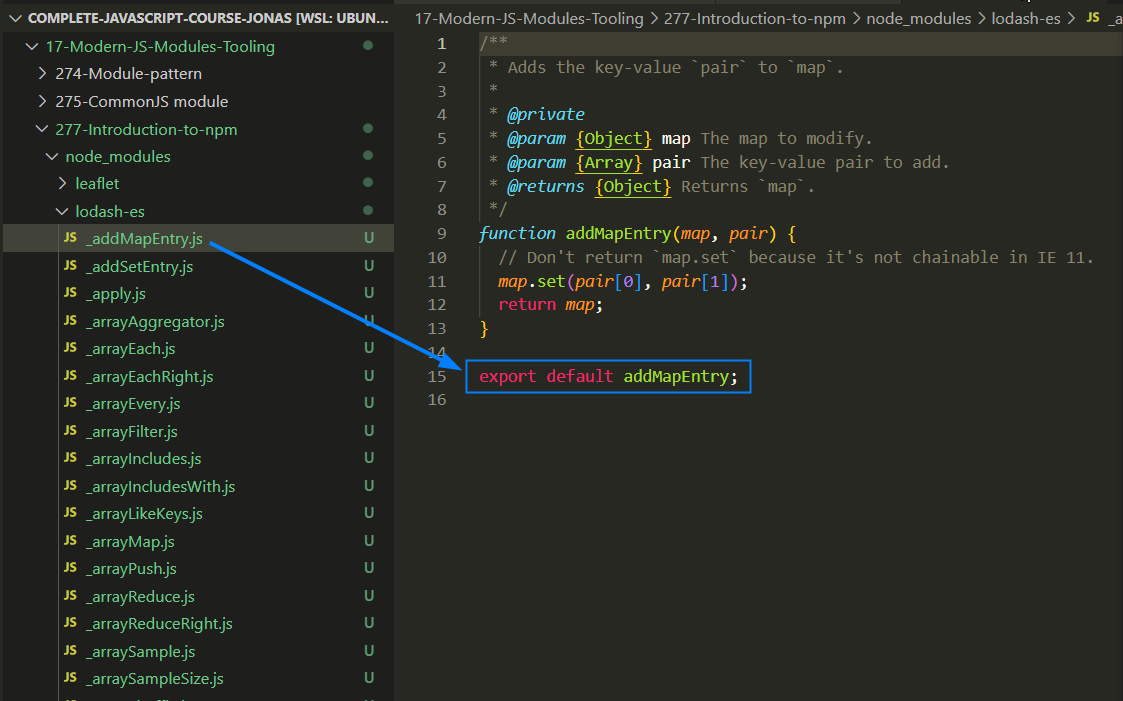 COMPLETE-JAVASCRIPT-COURSE-JONAS [WSL: UBUN...
17-Modern-JS-Modules-Tooling
274-Module-pattern
275-CommonJS module
277-Introduction-to-npm
node_modules
leaflet
lodash-es
JS _addMapEntry.js U
JS _addSetEntry.js U
JS _apply.js U
JS _arrayAggregator.js U
JS _arrayEach.js U
JS _arrayEachRight.js U
JS _arrayEvery.js U
JS _arrayFilter.js U
JS _arrayIncludes.js U
JS _arrayIncludesWith.js U
JS _arrayLikeKeys.js U
JS _arrayMap.js U
JS _arrayPush.js U
JS _arrayReduce.js U
JS _arrayReduceRight.js U
JS _arraySample.js U
JS _arraySampleSize.js U
17-Modern-JS-Modules-Tooling > 277-Introduction-to-npm > node_modules > lodash-es > JS _a
1 /**
2 * Adds the key-value `pair` to `map`.
3 *
4 * @private
5 * @param {Object} map The map to modify.
6 * @param {Array} pair The key-value pair to add.
7 * @returns {Object} Returns `map`.
8 */
9 function addMapEntry(map, pair) {
10 // Don't return `map.set` because it's not chainable in IE 11.
11 map.set(pair[0], pair[1]);
12 return map;
13 }
14
15 export default addMapEntry;
16